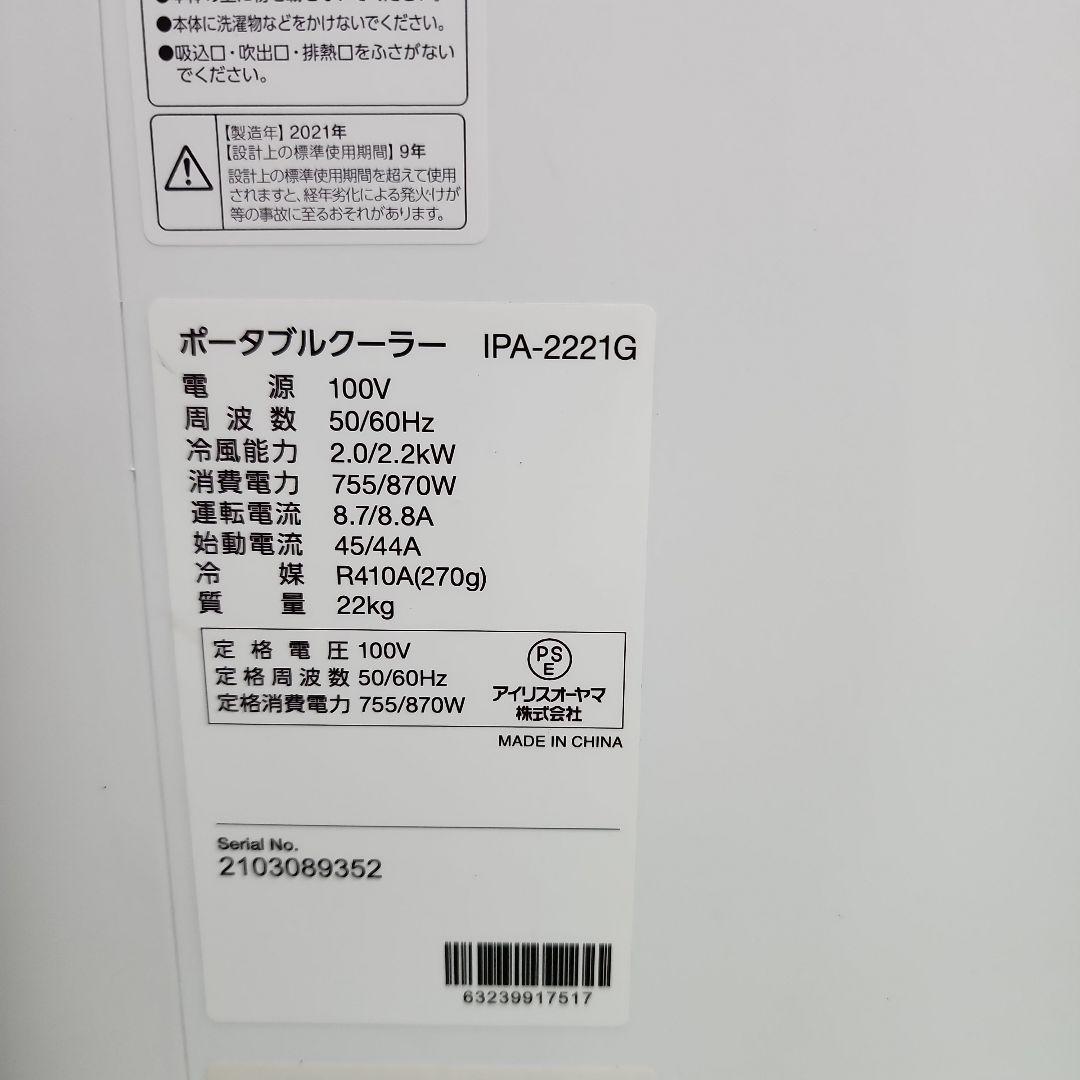 ●本体に洗濯物などをかけないでください。
●吸込口・吹出口・排熱口をふさがない
でください。
【製造年】2021年
【設計上の標準使用期間】9年
設計上の標準使用期間を超えて使用
されますと、経年劣化による発火けが
等の事故に至るおそれがあります。
ポータブルクーラー IPA-2221G
電源 100V
周波数 50/60Hz
冷風能力 2.0/2.2kW
消費電力 755/870W
運転電流 8.7/8.8A
始動電流 45/44A
冷媒 R410A(270g)
質量 22kg
定格電圧 100V
定格周波数 50/60Hz
定格消費電力 755/870W
PS
E
アイリスオーヤマ
株式会社
MADE IN CHINA
Serial No.
2103089352
63239917517